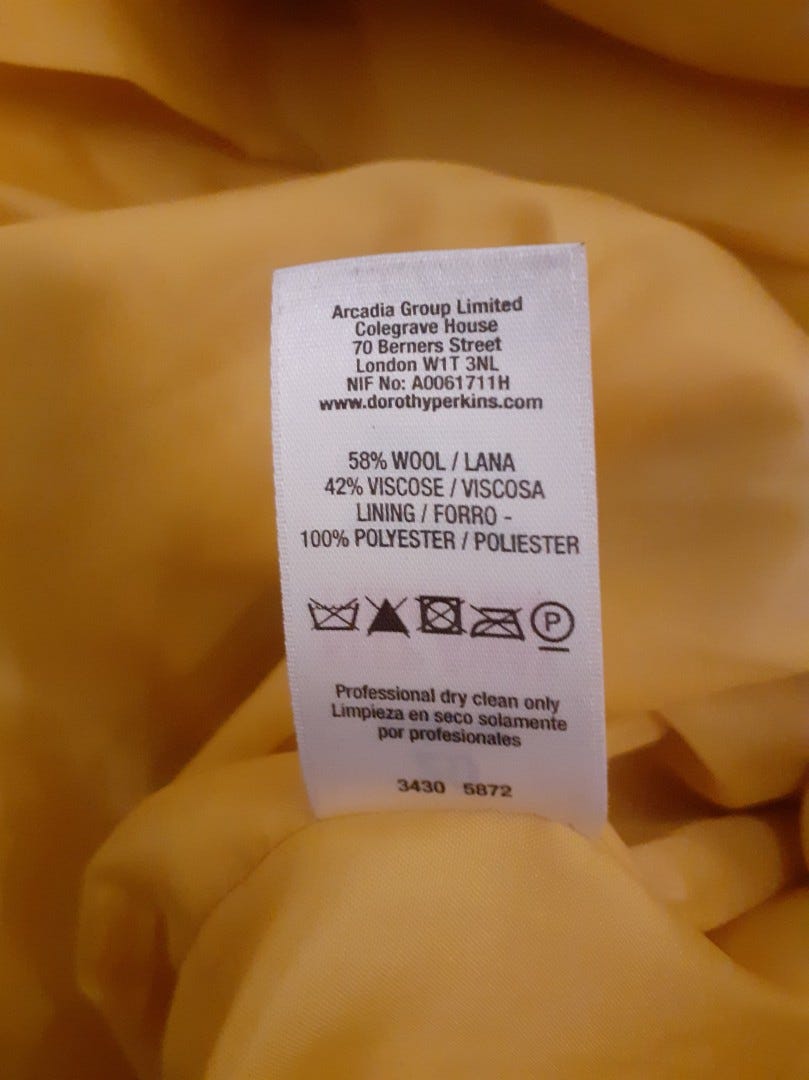 Arcadia Group Limited
Colegrave House
70 Berners Street
London W1T 3NL
NIF No: A0061711H
www.dorothyperkins.com
58% WOOL / LANA
42% VISCOSE / VISCOSA
LINING / FORRO -
100% POLYESTER / POLIESTER
P
Professional dry clean only
Limpieza en seco solamente
por profesionales
3430 5872